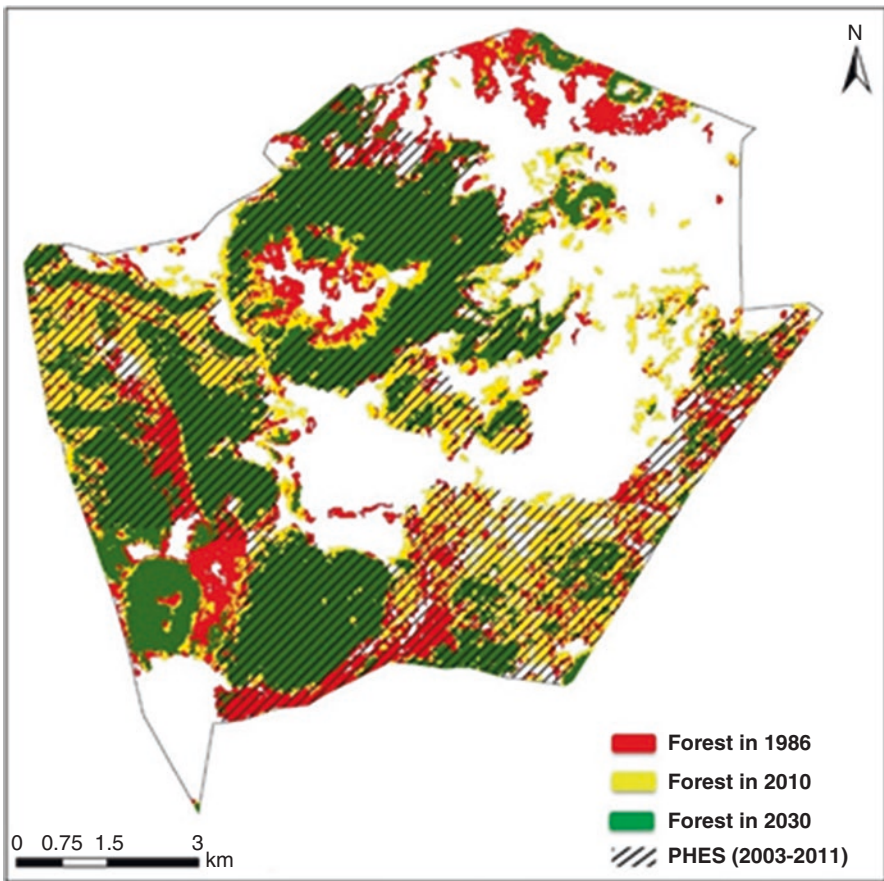 N
Forest in 1986
Forest in 2010
Forest in 2030
PHES (2003-2011)
0 0.75 1.5 3
km